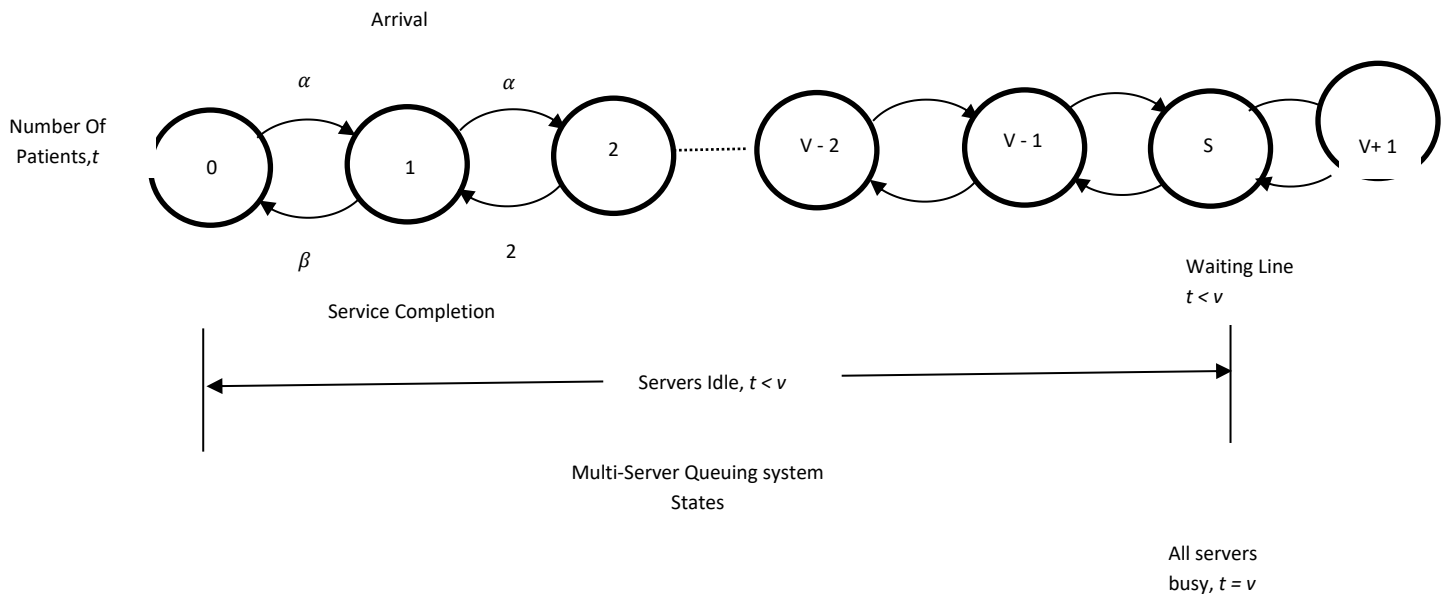 Arrival
α
α
Number Of
Patients,t
0
1
2
V - 2
V - 1
S
V+ 1
β
2
Service Completion
Waiting Line
t < v
Servers Idle, t < v
Multi-Server Queuing system
States
All servers
busy, t = v